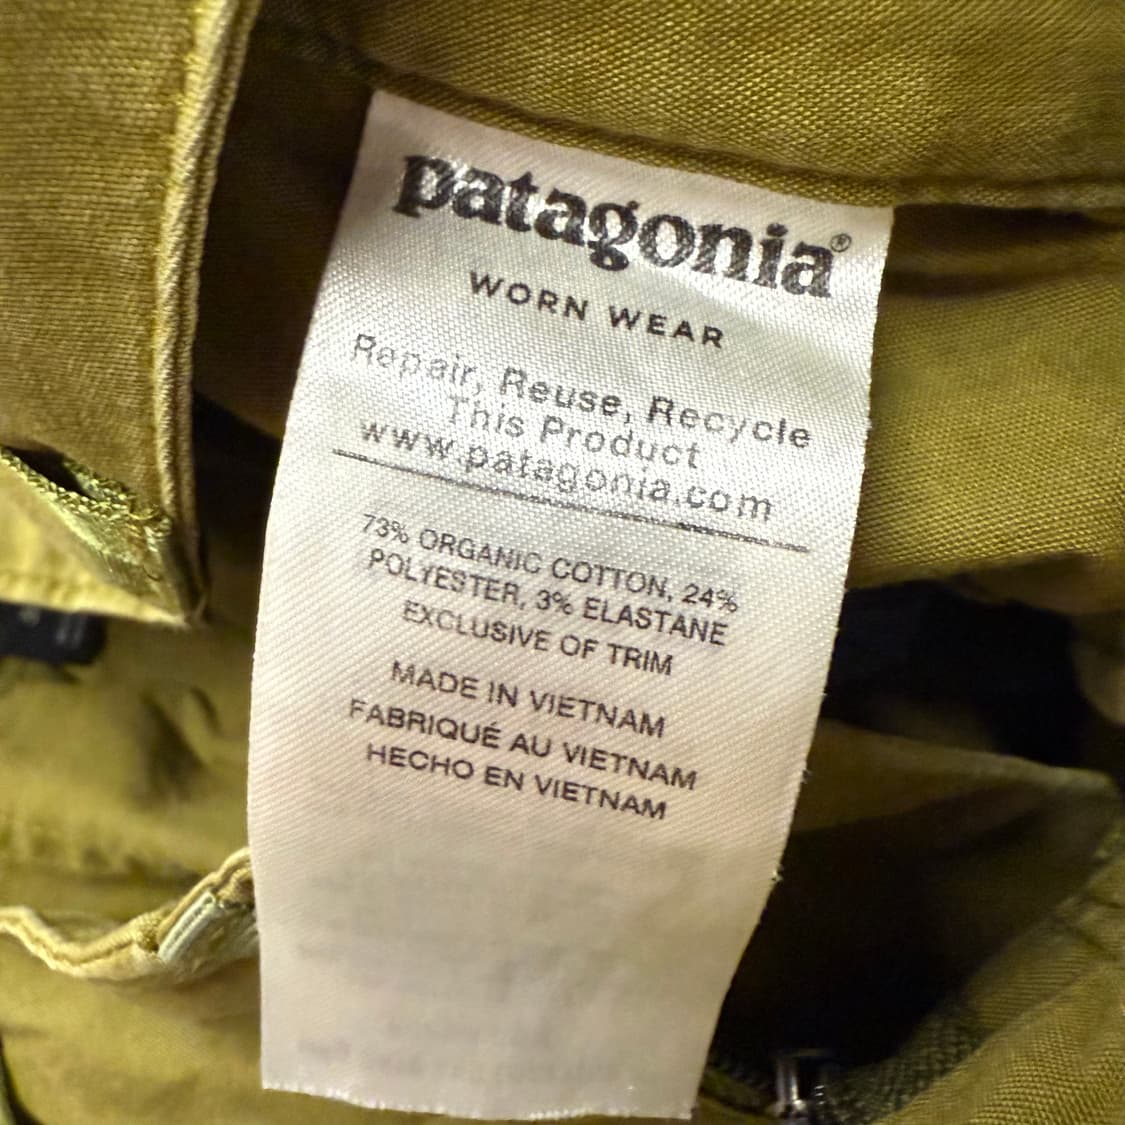 patagonia®
WORN WEAR
Repair, Reuse, Recycle
This Product
www.patagonia.com
73% ORGANIC COTTON, 24%
POLYESTER, 3% ELASTANE
EXCLUSIVE OF TRIM
MADE IN VIETNAM
FABRIQUÉ AU VIETNAM
HECHO EN VIETNAM